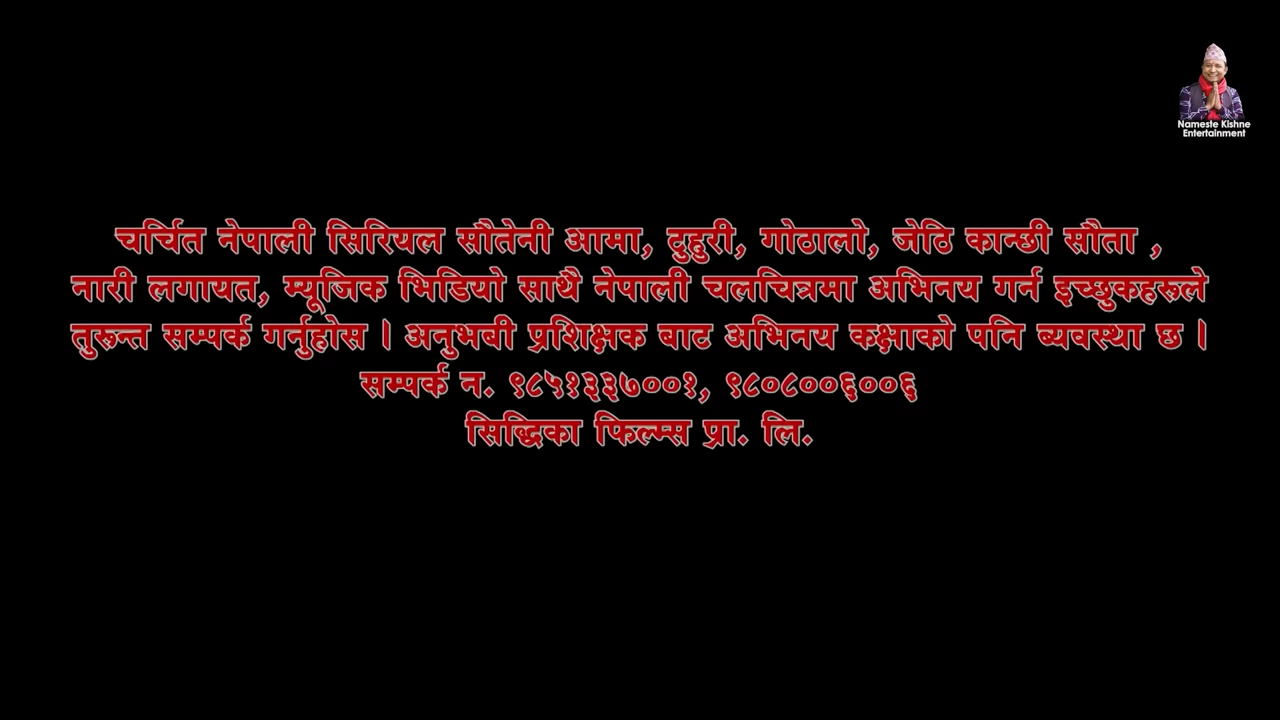 Nameste Kishne
Entertainment
चर्चित नेपाली सिरियल सौतेनी आमा, टुहुरी, गोठालो, जेठि कान्छी सौता ,
नारी लगायत, म्यूजिक भिडियो साथै नेपाली चलचित्रमा अभिनय गर्न इच्छुकहरूले
तुरून्त सम्पर्क गर्नुहोस । अनुभबी प्रशिक्षक बाट अभिनय कक्षाको पनि ब्यवस्था छ ।
सम्पर्क न. ९८५१३३७००१, ९८०८००६००६
सिद्धिका फिल्म्स प्रा. लि.